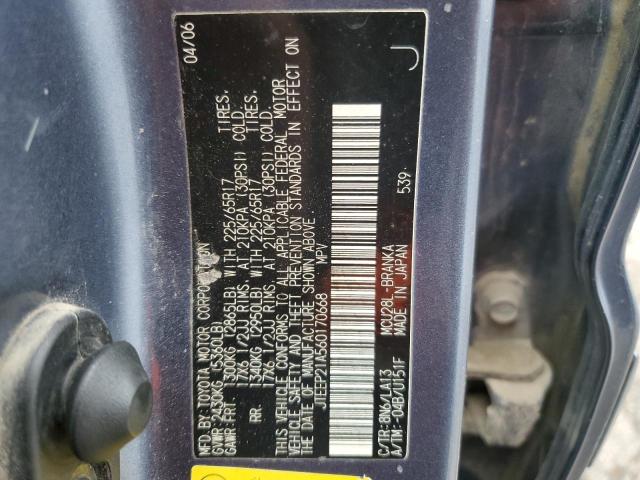 MFD. BY: TOYOTA MOTOR CORPORATION 04/06
GVWR: 2430KG (5360LB)
GAWR: FRT 1300KG (2865LB) WITH 225/65R17 TIRES,
17X6 1/2JJ RIMS, AT 210KPA (30PSI) COLD.
RR 1340KG (2950LB) WITH 225/65R17 TIRES,
17X6 1/2JJ RIMS, AT 210KPA (30PSI) COLD.
THIS VEHICLE CONFORMS TO ALL APPLICABLE FEDERAL MOTOR
VEHICLE SAFETY AND THEFT PREVENTION STANDARDS IN EFFECT ON
THE DATE OF MANUFACTURE SHOWN ABOVE.
JTEEP21A560170668 MPV
J
C/TR: 8N6/LA13 MCU28L-BRANKA 539
A/TM: -04B/U151F MADE IN JAPAN